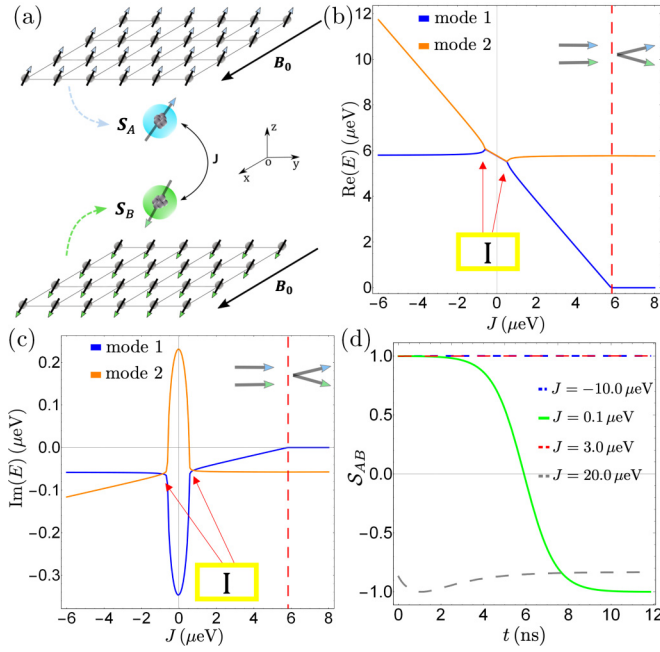 (a)
B₀
S_A
J
z
o
y
x
S_B
B₀
(b)
mode 1
mode 2
12
10
8
6
4
2
0
Re(E) (μeV)
I
-6 -4 -2 0 2 4 6 8
J (μeV)
(c)
mode 1
mode 2
0.2
0.1
0.0
-0.1
-0.2
-0.3
Im(E) (μeV)
I
-6 -4 -2 0 2 4 6 8
J (μeV)
(d)
1.0
0.5
0.0
-0.5
-1.0
S_AB
J = -10.0 μeV
J = 0.1 μeV
J = 3.0 μeV
J = 20.0 μeV
0 2 4 6 8 10 12
t (ns)